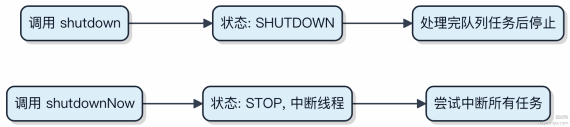 调用 shutdown
状态: SHUTDOWN
处理完队列任务后停止
调用 shutdownNow
状态: STOP, 中断线程
尝试中断所有任务